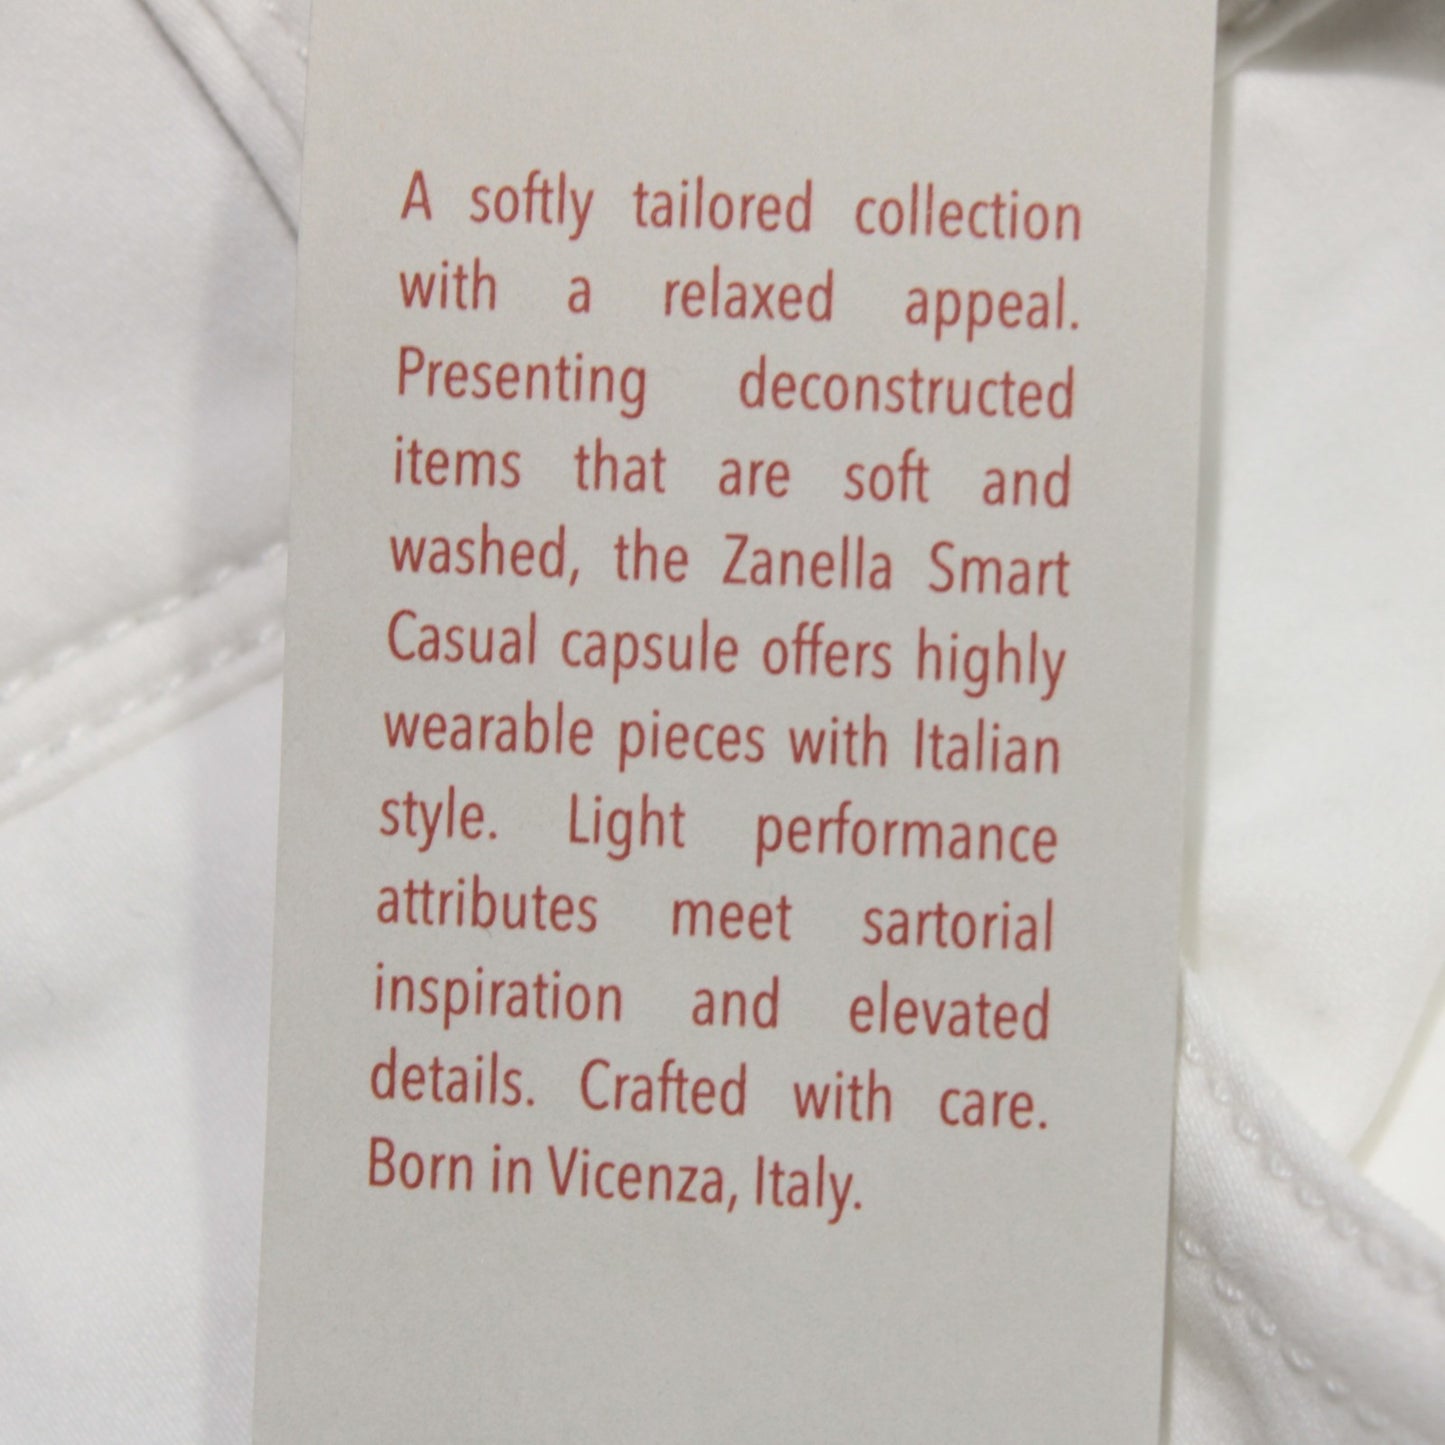 A softly tailored collection
with a relaxed appeal.
Presenting deconstructed
items that are soft and
washed, the Zanella Smart
Casual capsule offers highly
wearable pieces with Italian
style. Light performance
attributes meet sartorial
inspiration and elevated
details. Crafted with care.
Born in Vicenza, Italy.